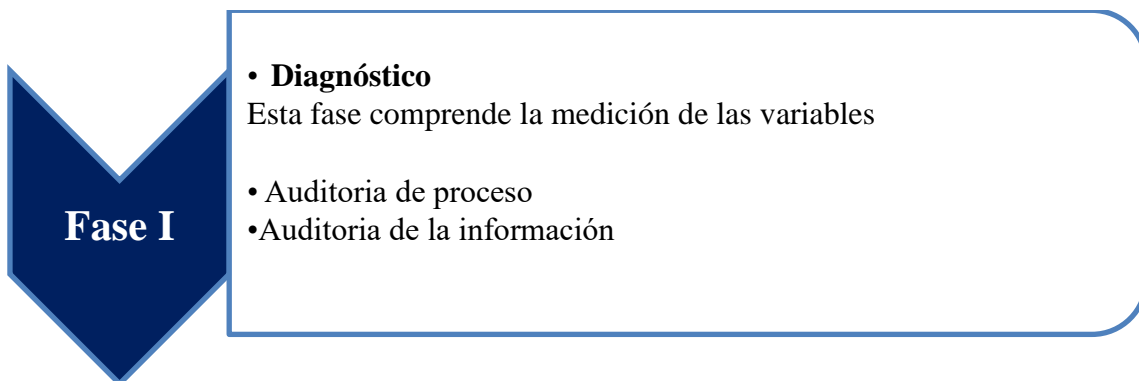 Fase I
• Diagnóstico
Esta fase comprende la medición de las variables
• Auditoria de proceso
•Auditoria de la información